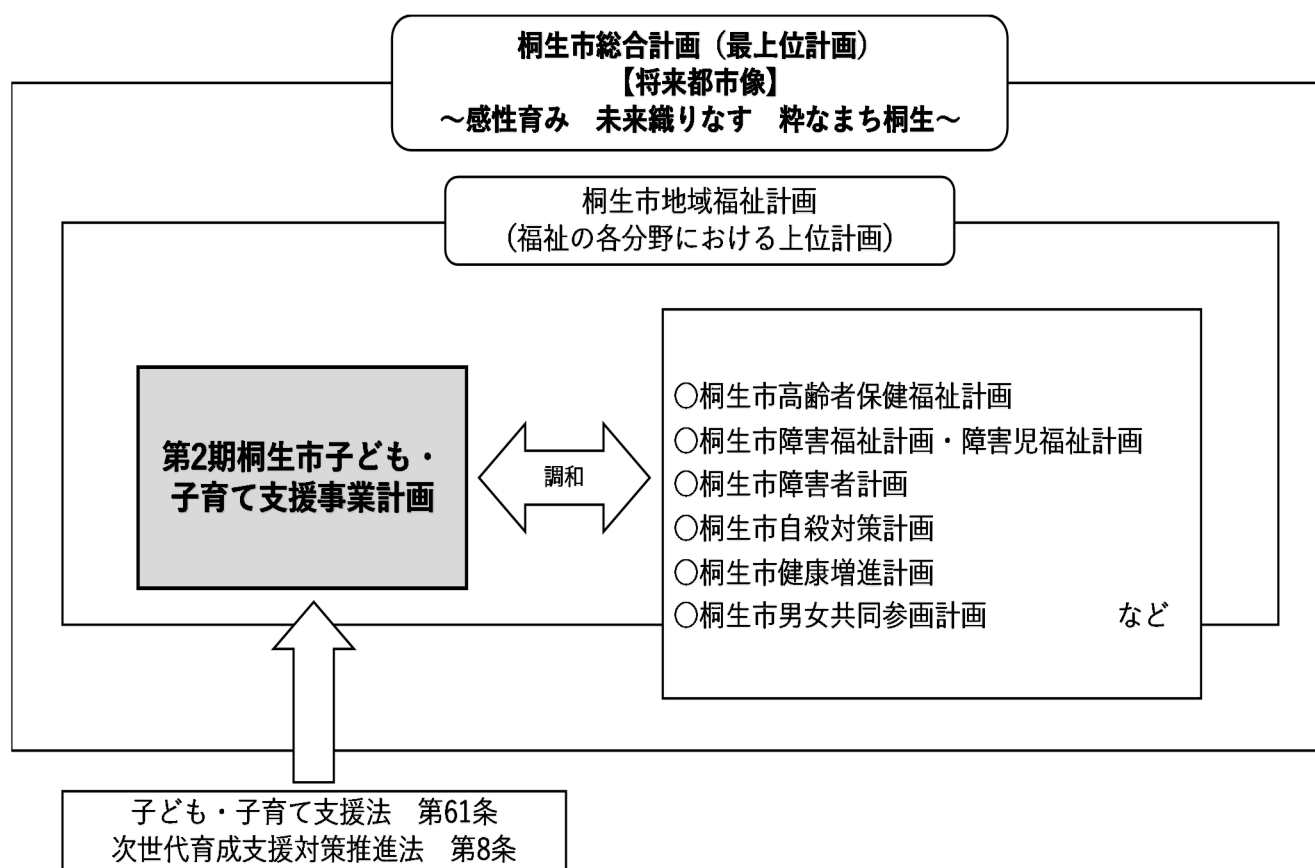 桐生市総合計画（最上位計画）
【将来都市像】
～感性育み　未来織りなす　粋なまち桐生～
桐生市地域福祉計画
（福祉の各分野における上位計画）
第2期桐生市子ども・
子育て支援事業計画
調和
○桐生市高齢者保健福祉計画
○桐生市障害福祉計画・障害児福祉計画
○桐生市障害者計画
○桐生市自殺対策計画
○桐生市健康増進計画
○桐生市男女共同参画計画　　　　　など
子ども・子育て支援法　第61条
次世代育成支援対策推進法　第8条